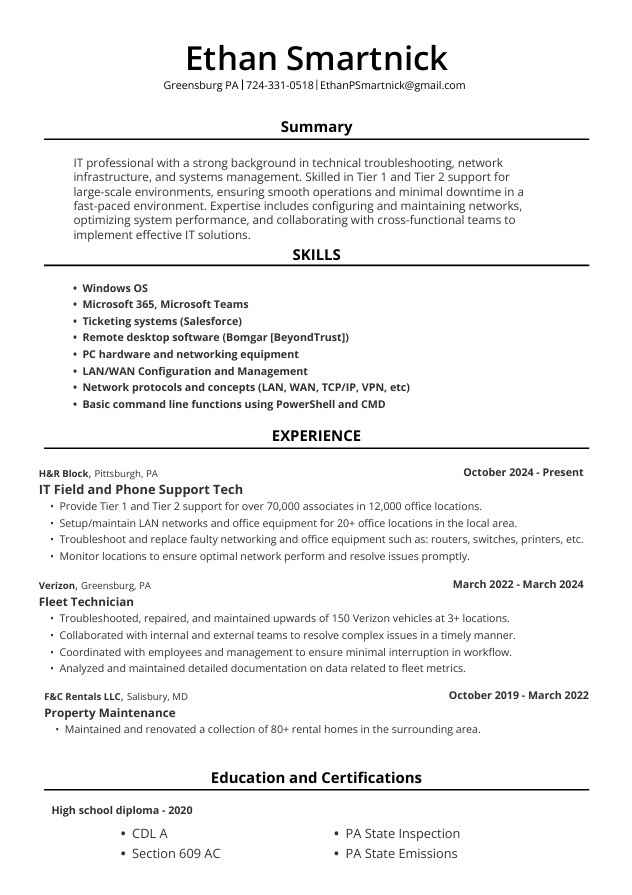 Ethan Smartnick
Greensburg PA | 724-331-0518 | EthanPSmartnick@gmail.com
Summary
IT professional with a strong background in technical troubleshooting, network
infrastructure, and systems management. Skilled in Tier 1 and Tier 2 support for
large-scale environments, ensuring smooth operations and minimal downtime in a
fast-paced environment. Expertise includes configuring and maintaining networks,
optimizing system performance, and collaborating with cross-functional teams to
implement effective IT solutions.
SKILLS
• Windows OS
• Microsoft 365, Microsoft Teams
• Ticketing systems (Salesforce)
• Remote desktop software (Bomgar [BeyondTrust])
• PC hardware and networking equipment
• LAN/WAN Configuration and Management
• Network protocols and concepts (LAN, WAN, TCP/IP, VPN, etc)
• Basic command line functions using PowerShell and CMD
EXPERIENCE
H&R Block, Pittsburgh, PA October 2024 - Present
IT Field and Phone Support Tech
• Provide Tier 1 and Tier 2 support for over 70,000 associates in 12,000 office locations.
• Setup/maintain LAN networks and office equipment for 20+ office locations in the local area.
• Troubleshoot and replace faulty networking and office equipment such as: routers, switches, printers, etc.
• Monitor locations to ensure optimal network perform and resolve issues promptly.
Verizon, Greensburg, PA March 2022 - March 2024
Fleet Technician
• Troubleshooted, repaired, and maintained upwards of 150 Verizon vehicles at 3+ locations.
• Collaborated with internal and external teams to resolve complex issues in a timely manner.
• Coordinated with employees and management to ensure minimal interruption in workflow.
• Analyzed and maintained detailed documentation on data related to fleet metrics.
F&C Rentals LLC, Salisbury, MD October 2019 - March 2022
Property Maintenance
• Maintained and renovated a collection of 80+ rental homes in the surrounding area.
Education and Certifications
High school diploma - 2020
• CDL A • PA State Inspection
• Section 609 AC • PA State Emissions